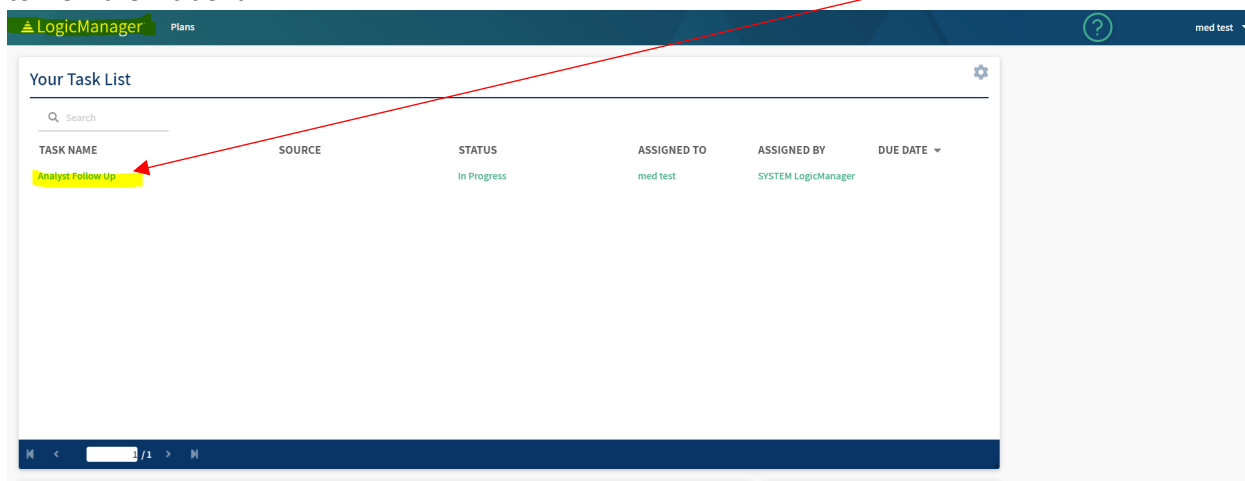 LogicManager Plans ? med test
Your Task List
Search
TASK NAME SOURCE STATUS ASSIGNED TO ASSIGNED BY DUE DATE
Analyst Follow Up In Progress med test SYSTEM LogicManager
1 /1